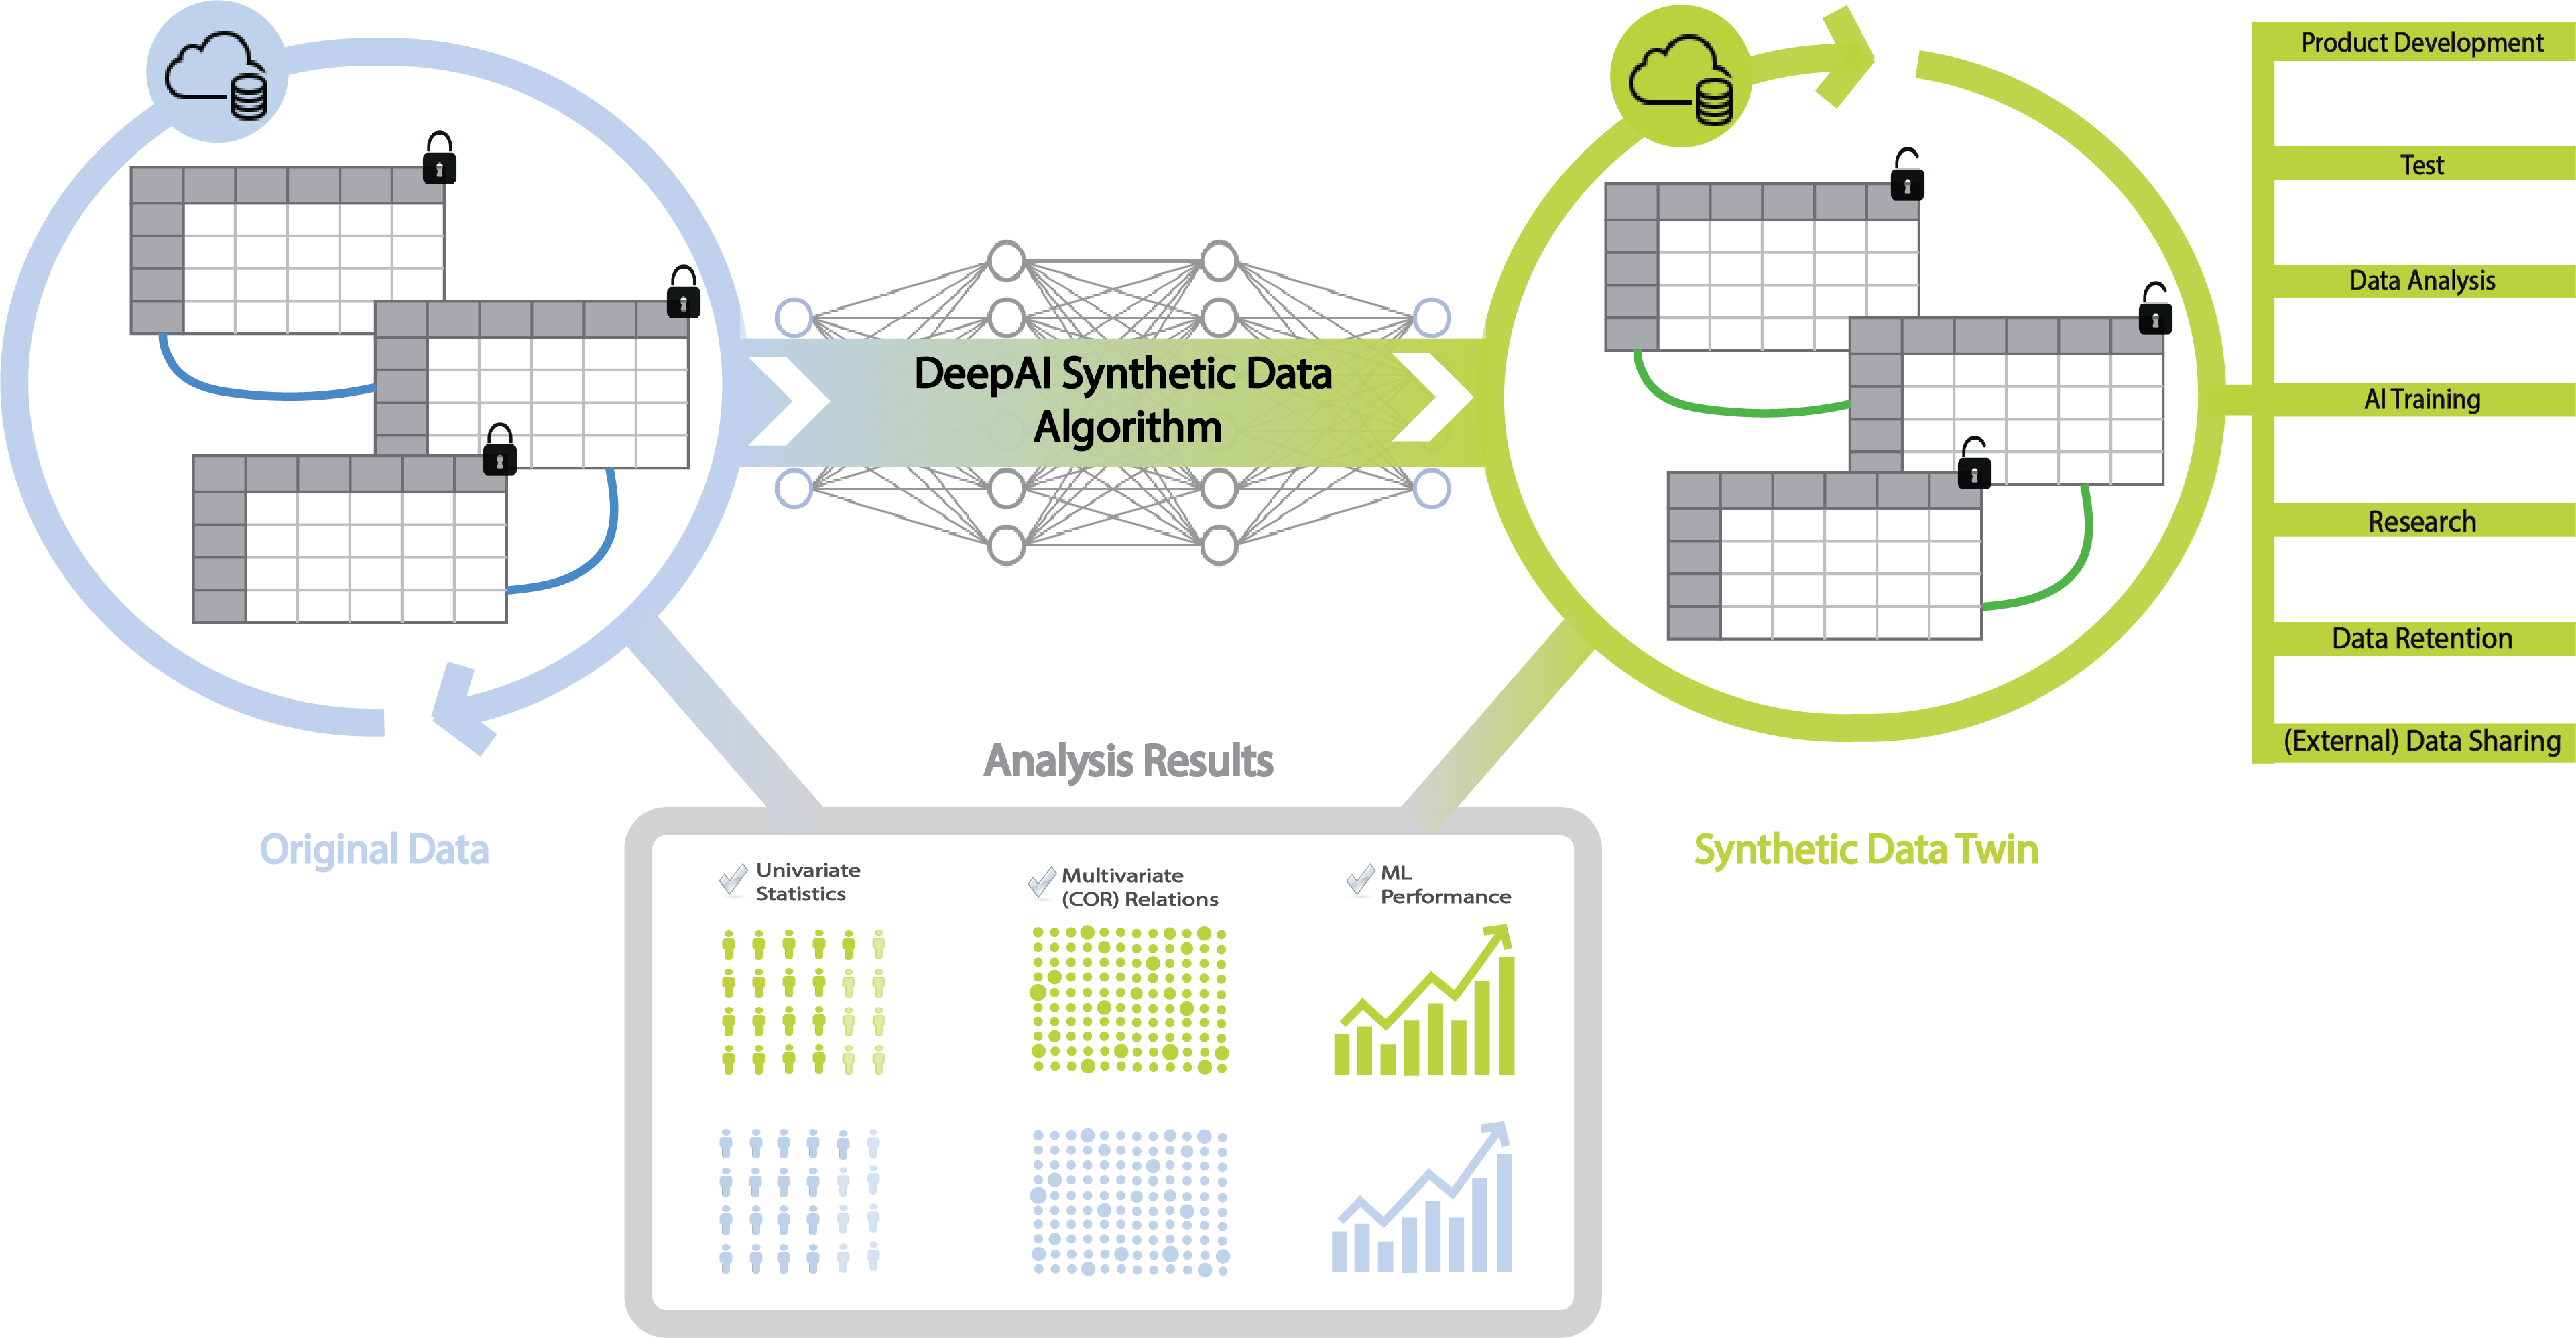 DeepAI Synthetic Data
Algorithm
Product Development
Test
Data Analysis
AI Training
Research
Data Retention
(External) Data Sharing
Original Data
Analysis Results
Synthetic Data Twin
Univariate
Statistics
Multivariate
(COR) Relations
ML
Performance